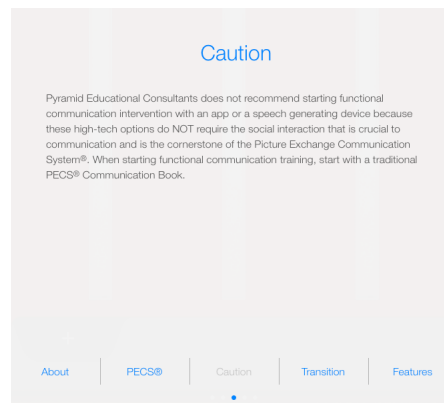 Caution
Pyramid Educational Consultants does not recommend starting functional
communication intervention with an app or a speech generating device because
these high-tech options do NOT require the social interaction that is crucial to
communication and is the cornerstone of the Picture Exchange Communication
System®. When starting functional communication training, start with a traditional
PECS® Communication Book.
About PECS® Caution Transition Features